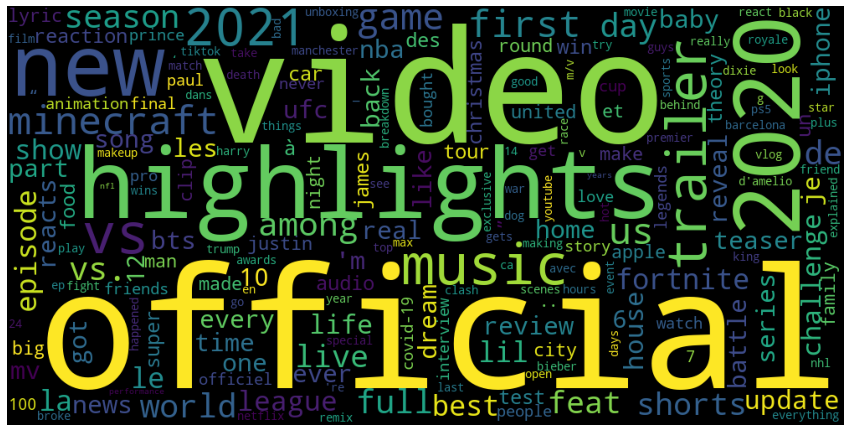 lyric
season
2021
game
unboxing
first day
movie
baby
react
black
film
reaction
prince
tiktok
bad
manchester
nba
des
round
win
try
guys
really
royale
new
video
trailer
2020
iphone
dans
match
take
death
paul
car
never
back
bought
christmas
m/v
cup
theory
dixie
look
animation
final
ufc
things
good
united
race
sports
behind
g
star
minecraft
song
les
makeup
harry
à
breakdown
et
premier
barcelona
ps5
plus
un
show
part
pro
wins
clip
james
tour
get
v
make
reveal
vlog
de
nfl
highlights
like
14
exclusive
youtube
love
legends
years
d'amelio
friend
je
episode
reacts
food
night
see
war
dog
hot
vs
bts
among
real
home
us
explained
play
trump
justin
top
max
gets
story
apple
teaser
king
challenge
family
vs.
12
man
'm
music
making
ca
avec
event
fortnite
ep
fight
friends
awards
made
10
en
go
year
audio
covid-19
dream
clash
scenes
hours
..
house
battle
series
official
24
happened
super
got
every
life
special
interview
review
6
watch
days
7
nhl
big
mv
time
one
live
lil
city
bieber
la
le
officiel
ever
're
last
test
open
update
100
broke
news
world
league
netflix
performance
remix
full
best
people
feat
shorts
everything